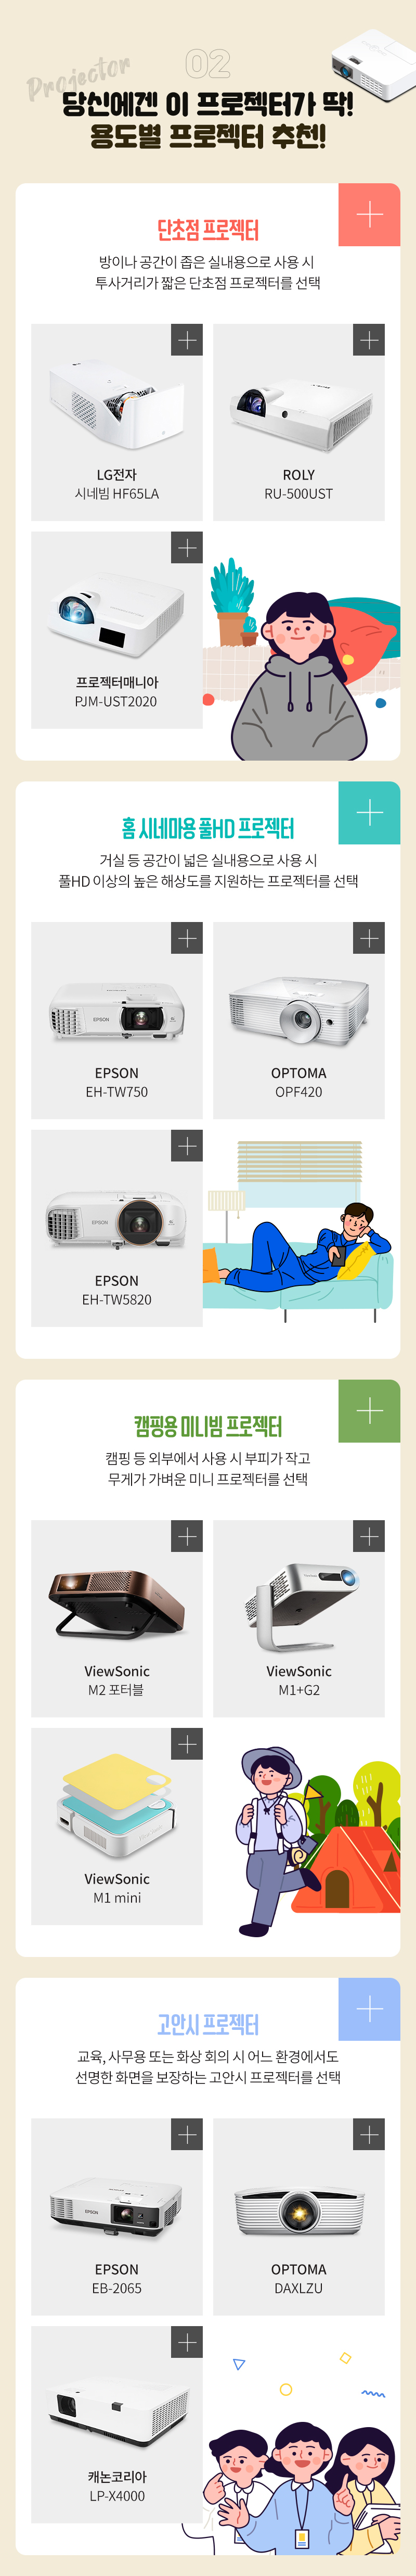 02
Projector
당신에겐 이 프로젝터가 딱!
용도별 프로젝터 추천!
단초점 프로젝터
방이나 공간이 좁은 실내용으로 사용 시
투사거리가 짧은 단초점 프로젝터를 선택
LG전자
시네빔 HF65LA
ROLY
RU-500UST
프로젝터매니아
PJM-UST2020
홈 시네마용 풀HD 프로젝터
거실 등 공간이 넓은 실내용으로 사용 시
풀HD 이상의 높은 해상도를 지원하는 프로젝터를 선택
EPSON
EPSON
EH-TW750
OPTOMA
OPF420
EPSON
EPSON
EH-TW5820
캠핑용 미니빔 프로젝터
캠핑 등 외부에서 사용 시 부피가 작고
무게가 가벼운 미니 프로젝터를 선택
ViewSonic
M2 포터블
ViewSonic
M1+G2
ViewSonic
M1 mini
고안시 프로젝터
교육, 사무용 또는 화상 회의 시 어느 환경에서도
선명한 화면을 보장하는 고안시 프로젝터를 선택
EPSON
EPSON
EB-2065
OPTOMA
DAXLZU
캐논코리아
LP-X4000